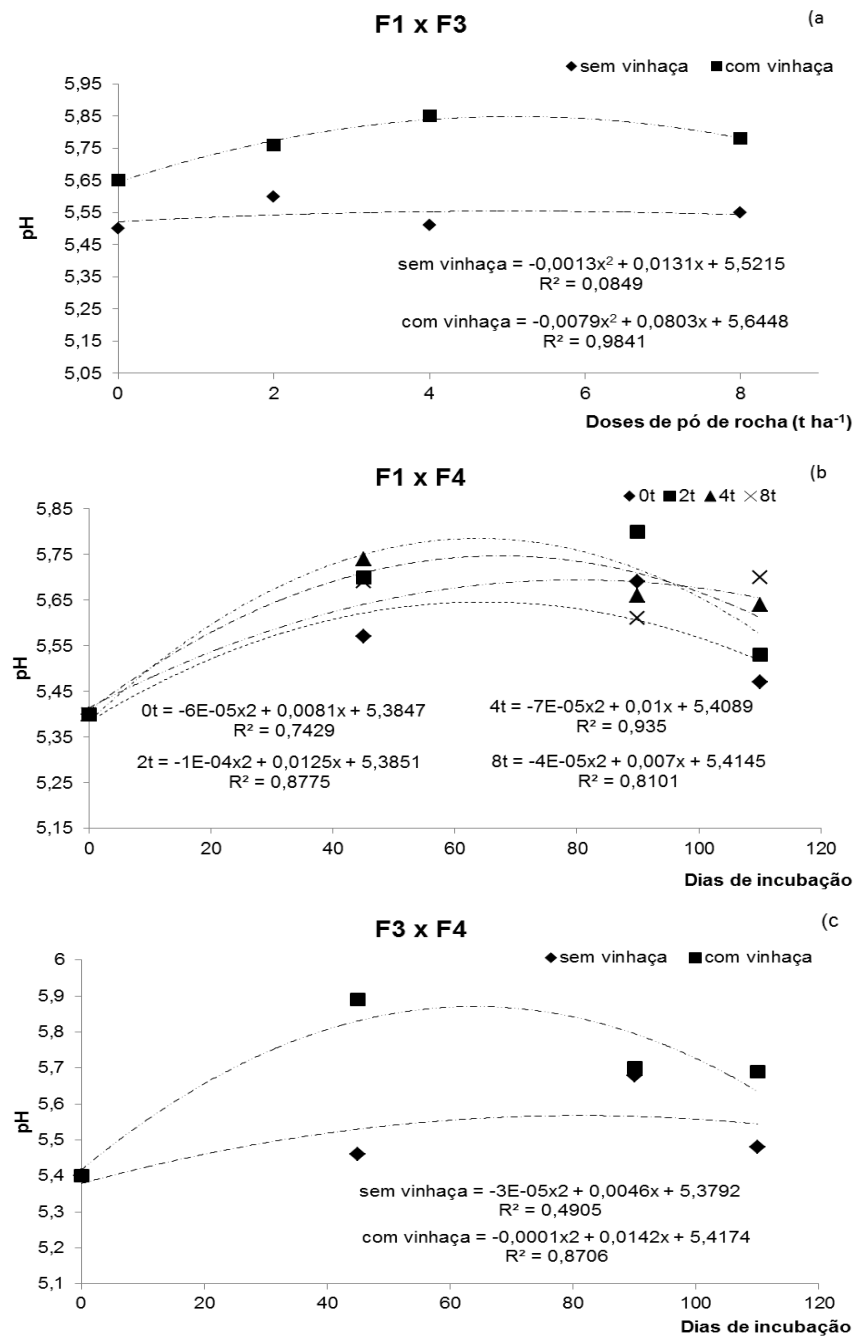 F1 x F3
(a
sem vinhaça com vinhaça
5,95
5,85
5,75
5,65
5,55
5,45
5,35
5,25
5,15
5,05
pH
sem vinhaça = -0,0013x² + 0,0131x + 5,5215
R² = 0,0849
com vinhaça = -0,0079x² + 0,0803x + 5,6448
R² = 0,9841
0 2 4 6 8
Doses de pó de rocha (t ha⁻¹)
F1 x F4
(b
0t 2t 4t 8t
5,85
5,75
5,65
5,55
5,45
5,35
5,25
5,15
pH
0t = -6E-05x2 + 0,0081x + 5,3847
R² = 0,7429
2t = -1E-04x2 + 0,0125x + 5,3851
R² = 0,8775
4t = -7E-05x2 + 0,01x + 5,4089
R² = 0,935
8t = -4E-05x2 + 0,007x + 5,4145
R² = 0,8101
0 20 40 60 80 100 120
Dias de incubação
F3 x F4
(c
sem vinhaça com vinhaça
6
5,9
5,8
5,7
5,6
5,5
5,4
5,3
5,2
5,1
pH
sem vinhaça = -3E-05x2 + 0,0046x + 5,3792
R² = 0,4905
com vinhaça = -0,0001x2 + 0,0142x + 5,4174
R² = 0,8706
0 20 40 60 80 100 120
Dias de incubação